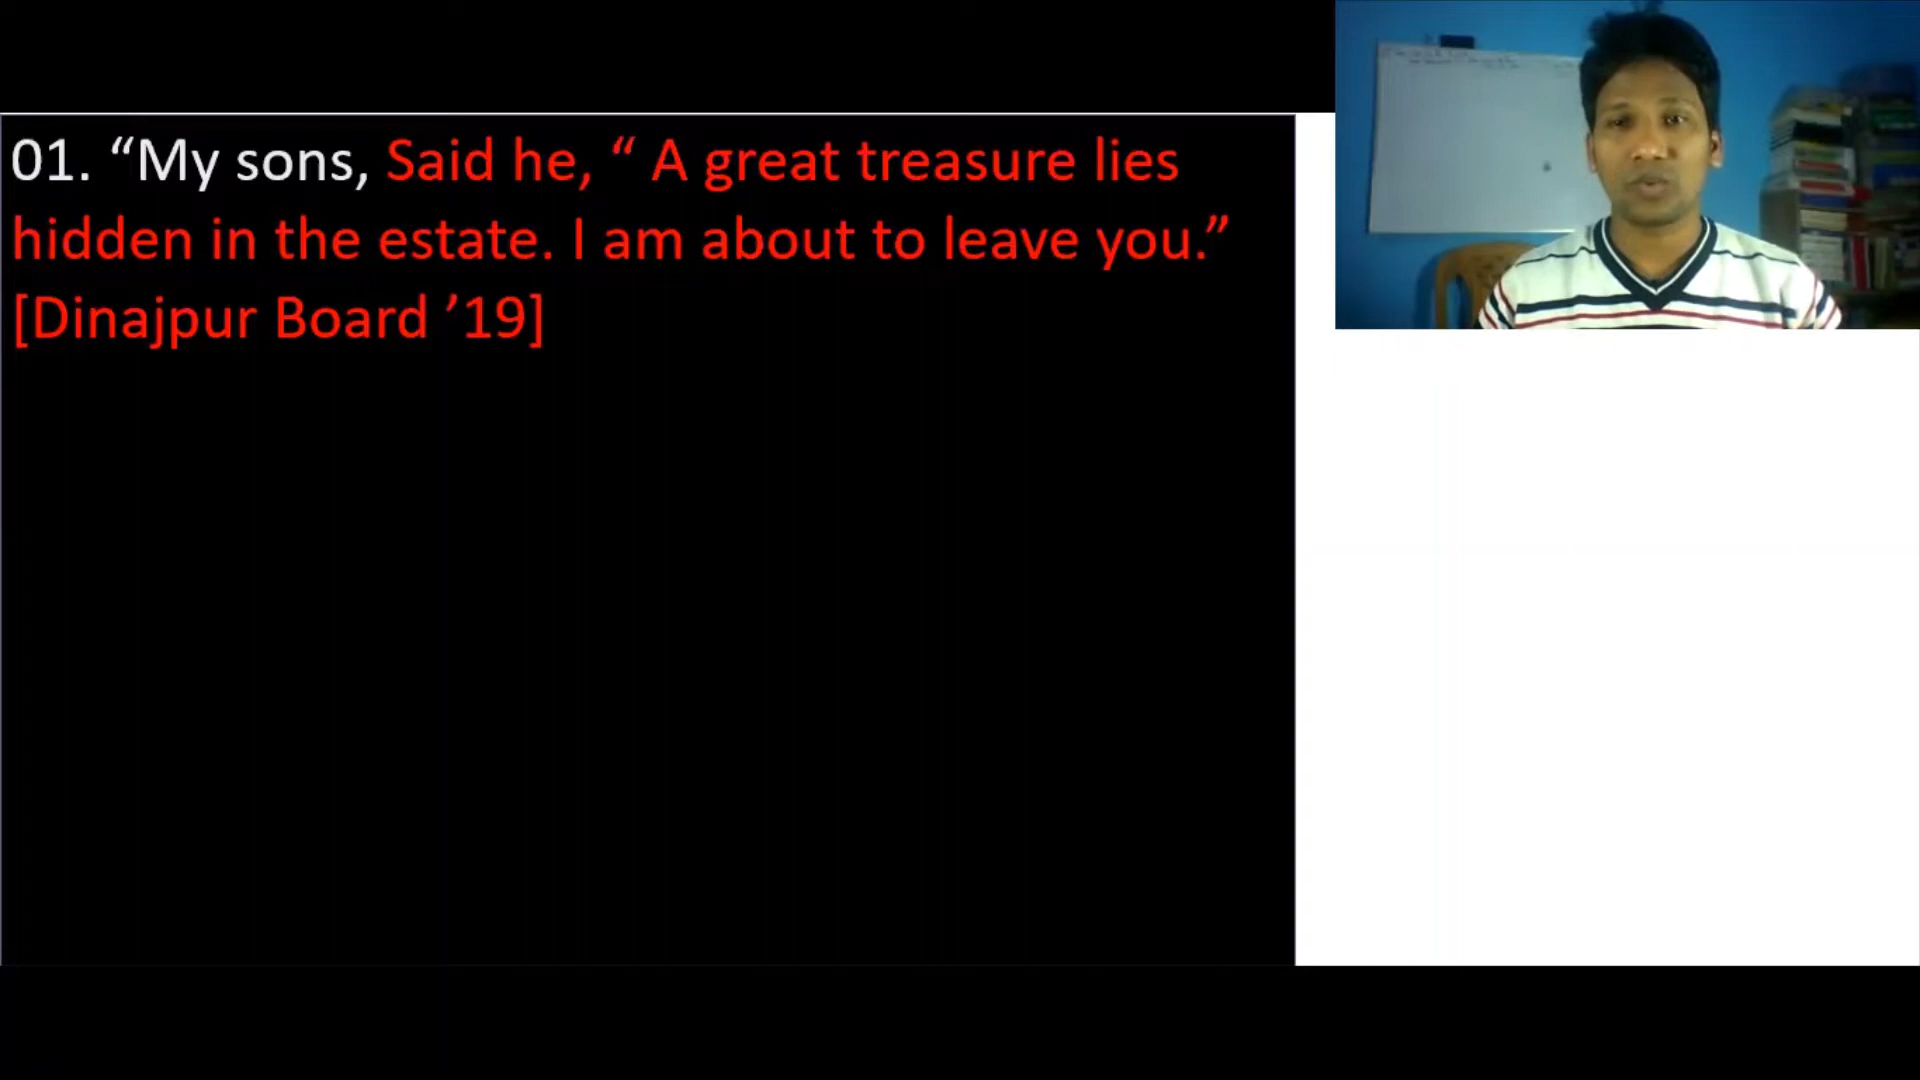 01. “My sons, Said he, “ A great treasure lies
hidden in the estate. I am about to leave you.”
[Dinajpur Board ’19]